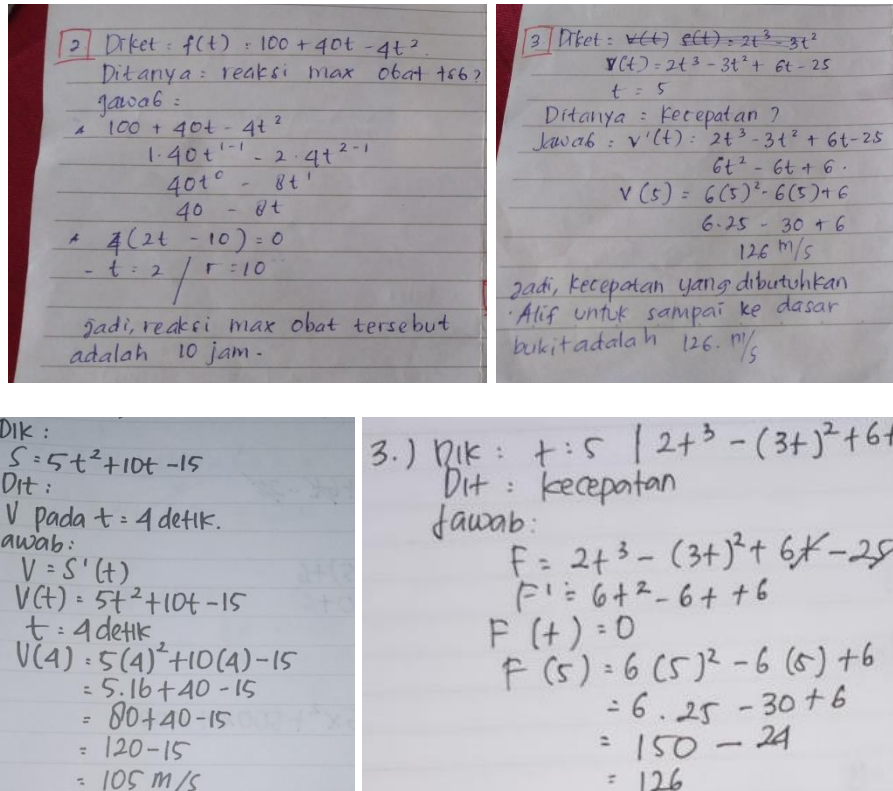 2 Diket : f(t) : 100 + 40t - 4t²
Ditanya : reaksi max obat tsb?
Jawab :
100 + 40t - 4t²
1.40t¹⁻¹ - 2.4t²⁻¹
40t⁰ - 8t¹
40 - 8t
4(2t - 10) = 0
- t = 2 / r = 10
Jadi, reaksi max obat tersebut
adalah 10 jam.
3 Diket : v(t) s(t) = 2t³ - 3t²
V(t) = 2t³ - 3t² + 6t - 25
t = 5
Ditanya : Kecepatan ?
Jawab : v'(t) : 2t³ - 3t² + 6t - 25
6t² - 6t + 6 .
V(5) = 6(5)² - 6(5) + 6
6.25 - 30 + 6
126 m/s
Jadi, kecepatan yang dibutuhkan
Alif untuk sampai ke dasar
bukit adalah 126. m/s
DIK :
S = 5t² + 10t - 15
Dit :
V pada t = 4 detik.
awab :
V = S'(t)
V(t) = 5t² + 10t - 15
t = 4 detik
V(4) = 5(4)² + 10(4) - 15
= 5.16 + 40 - 15
= 80 + 40 - 15
= 120 - 15
= 105 m/s
3.) Dik : t : 5 | 2t³ - (3t)² + 6t
Dit : kecepatan
Jawab :
F = 2t³ - (3t)² + 6t - 25
F' = 6t² - 6t + 6
F (t) = 0
F (5) = 6 (5)² - 6 (5) + 6
= 6 . 25 - 30 + 6
= 150 - 24
= 126